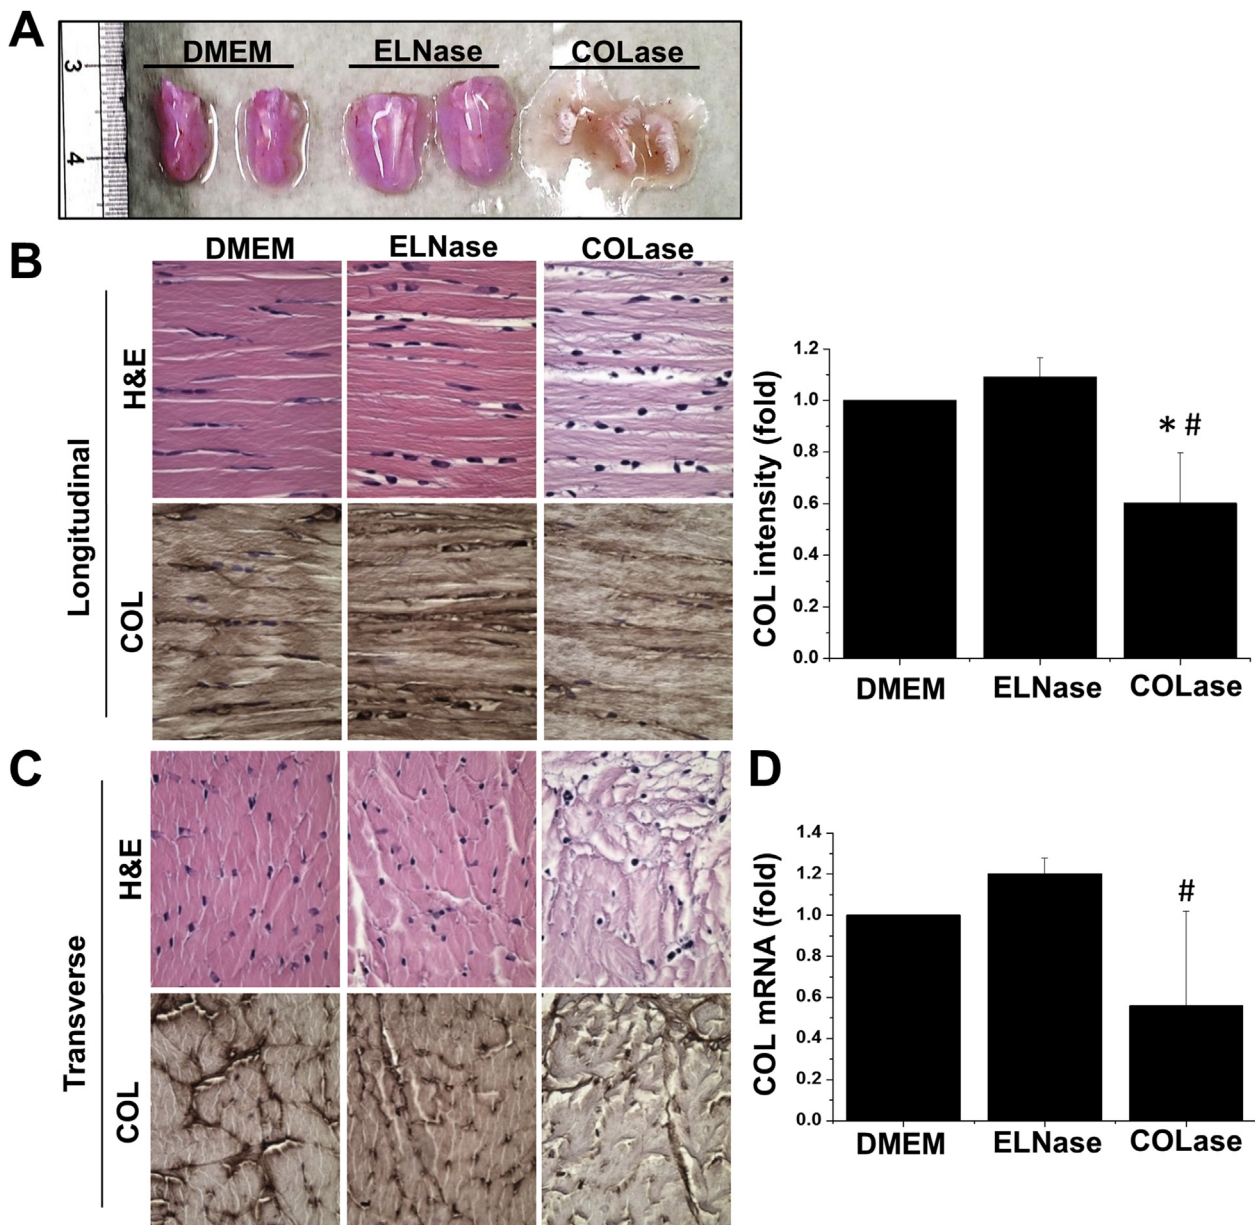 A
DMEM ELNase COLase
3
4
B
DMEM ELNase COLase
Longitudinal
H&E
COL
COL intensity (fold)
1.2
1.0
0.8
0.6
0.4
0.2
0.0
* #
DMEM ELNase COLase
C
Transverse
H&E
COL
D
COL mRNA (fold)
1.4
1.2
1.0
0.8
0.6
0.4
0.2
0.0
#
DMEM ELNase COLase